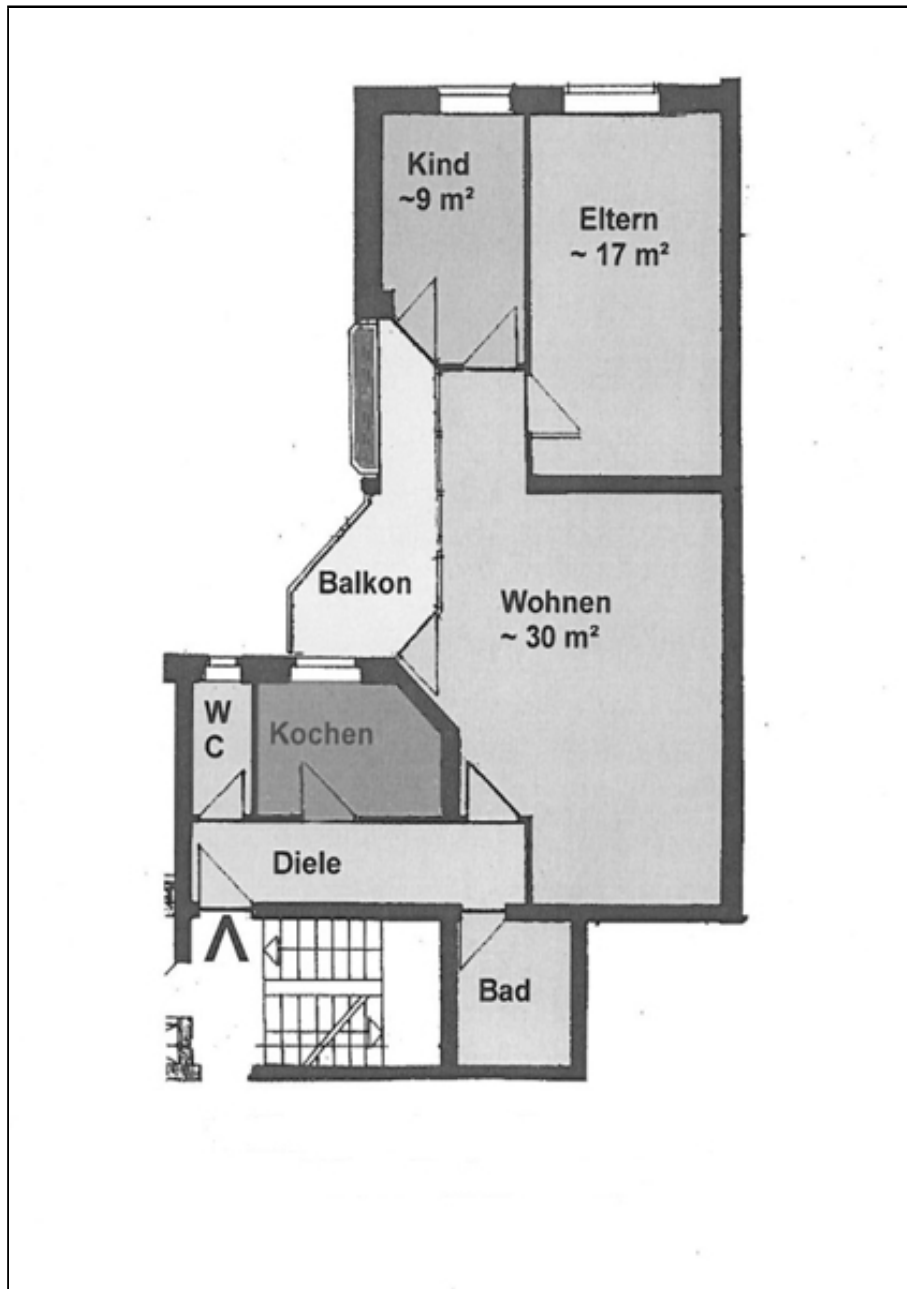 Kind
~9 m²
Eltern
~ 17 m²
Balkon
Wohnen
~ 30 m²
W
C
Kochen
Diele
Bad